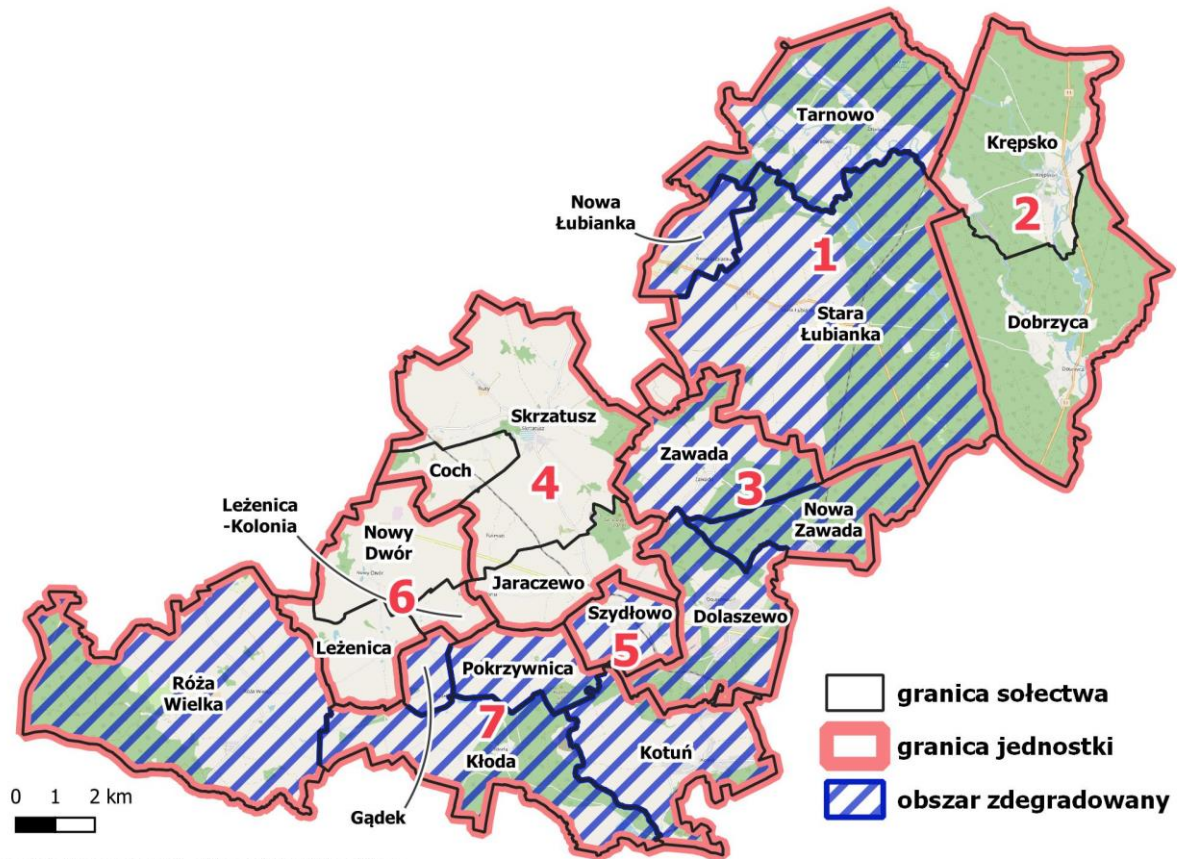 Tarnowo
Krępsko
Nowa
Łubianka
2
1
Stara
Łubianka
Dobrzyca
Skrzatusz
Zawada
Coch
4
3
Leżenica
-Kolonia
Nowy
Dwór
Nowa
Zawada
Jaraczewo
6
Szydłowo
Dolaszewo
5
Leżenica
Pokrzywnica
Róża
Wielka
7
Kłoda
Kotuń
Gądek
granica sołectwa
granica jednostki
obszar zdegradowany
0 1 2 km